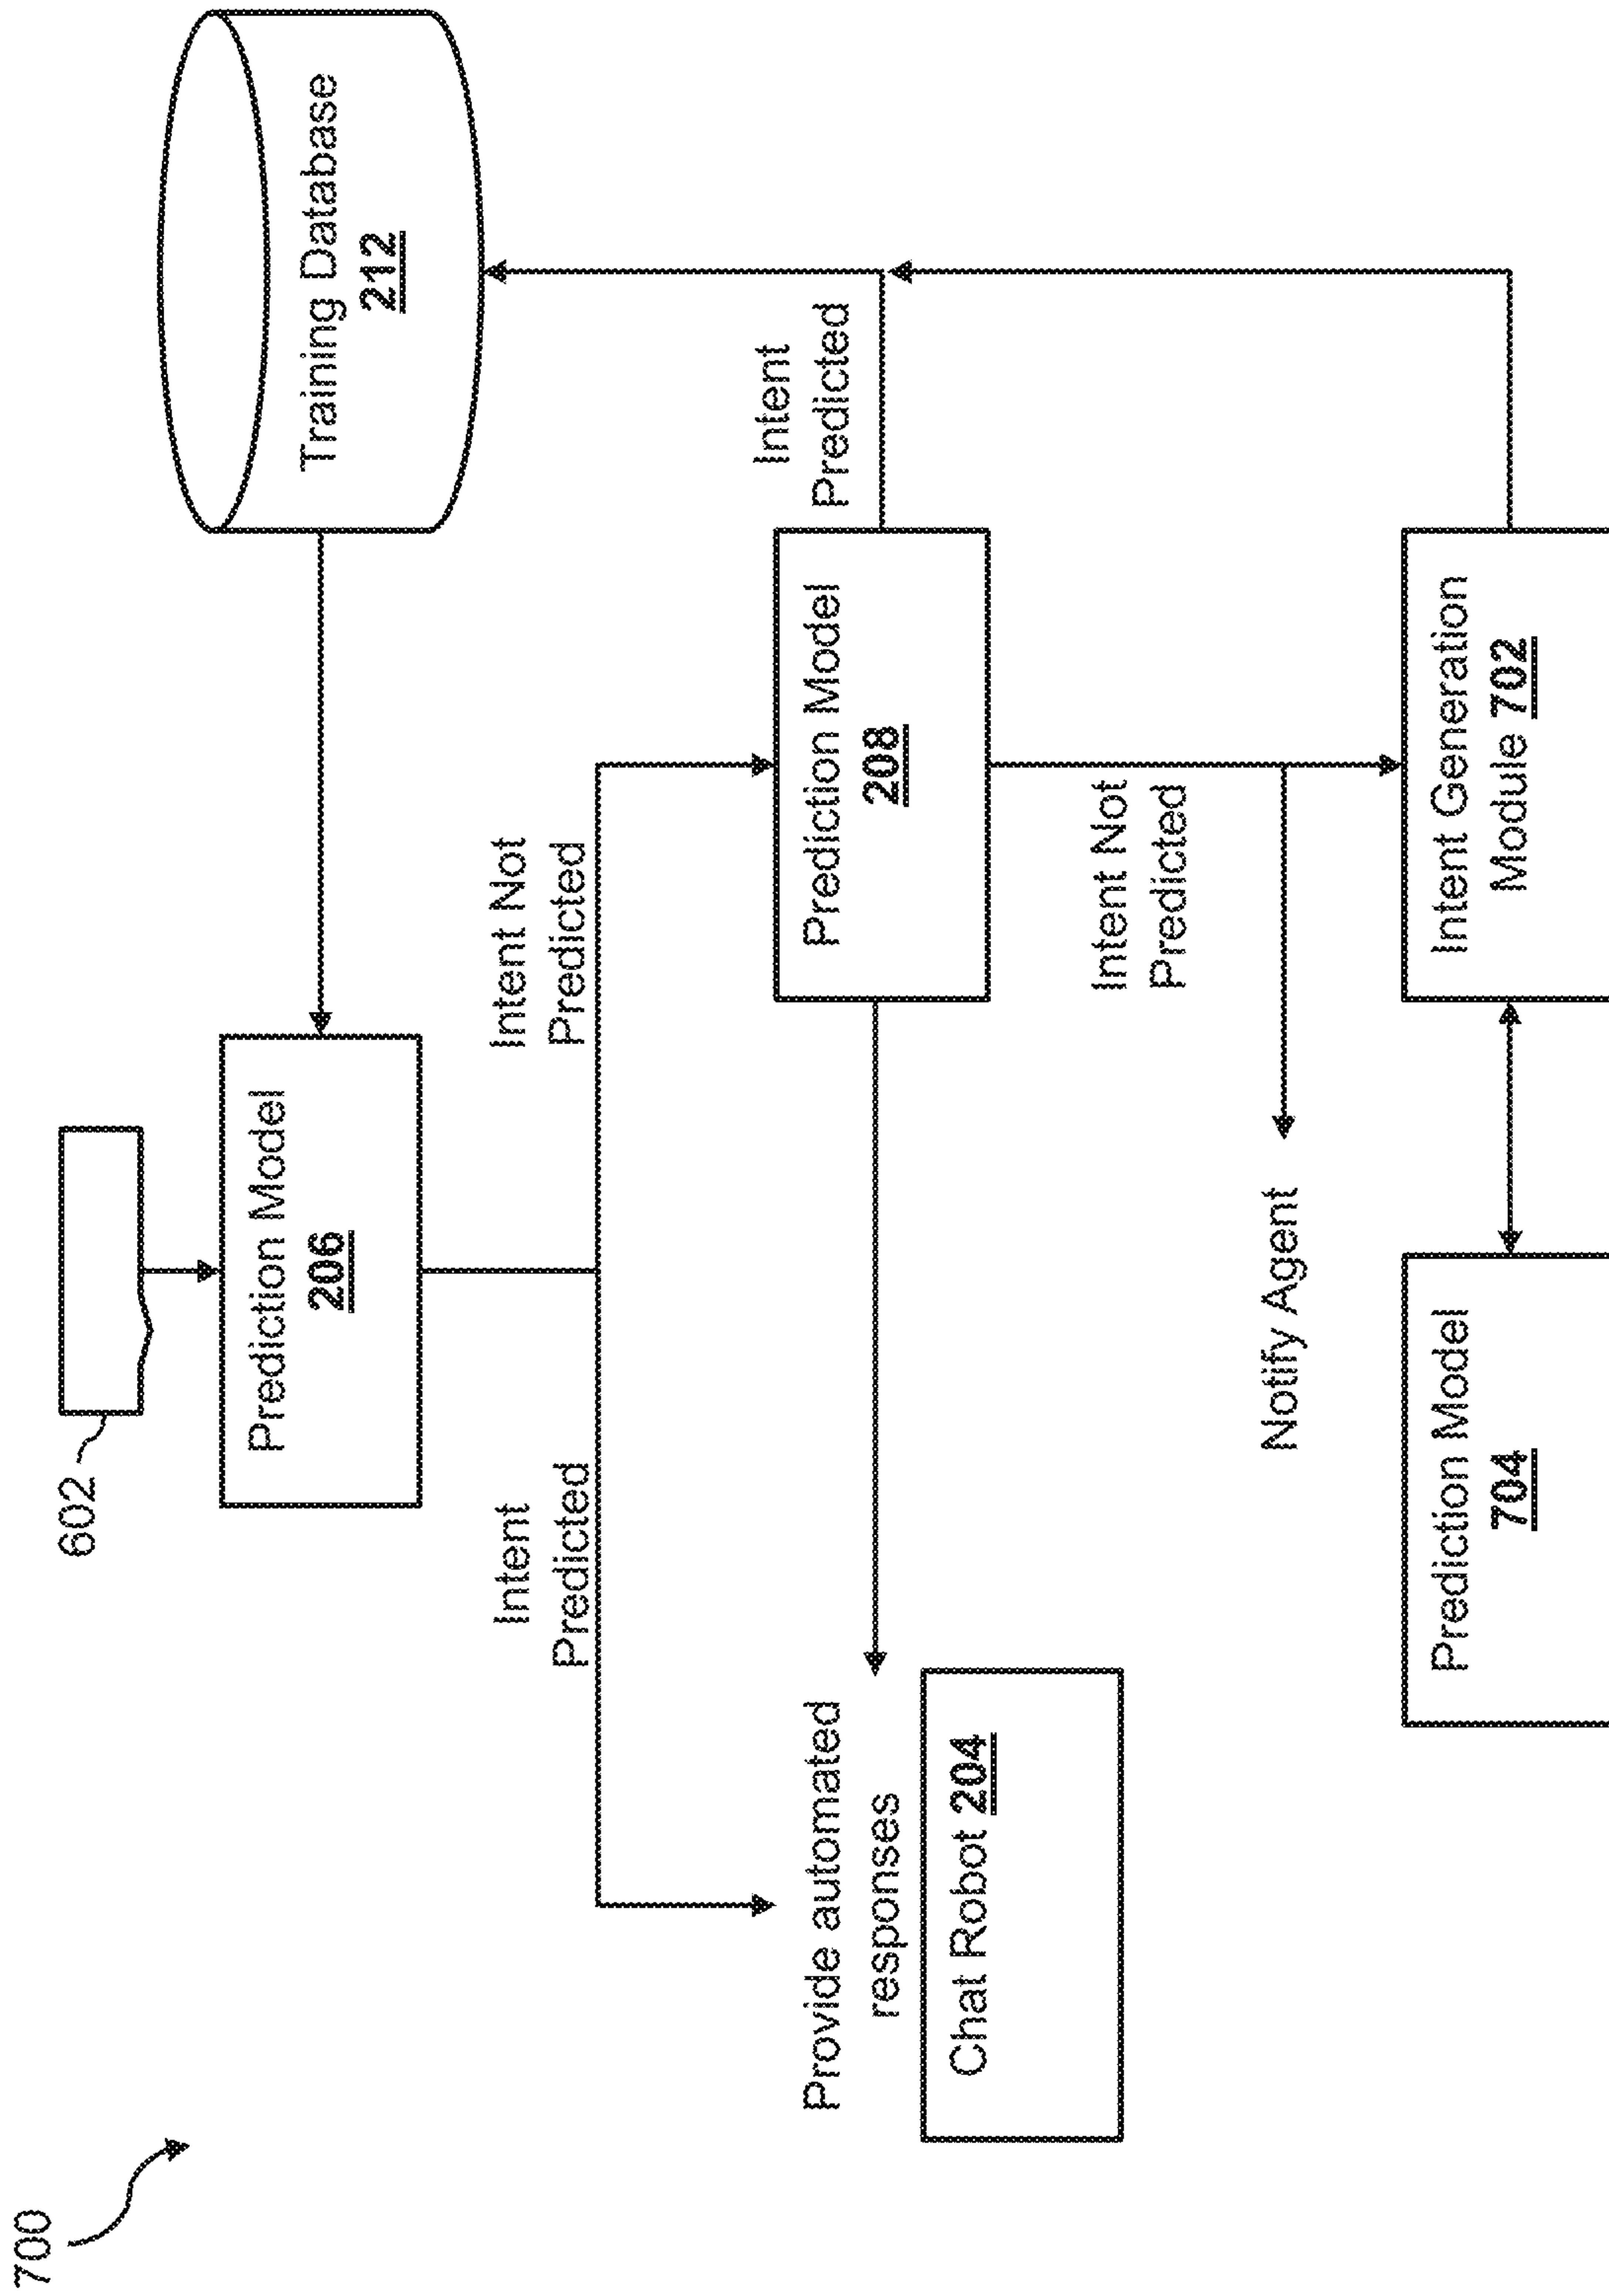 700
602
Training Database
212
Prediction Model
206
Intent
Predicted
Intent Not
Predicted
Intent
Predicted
Provide automated
responses
Prediction Model
208
Chat Robot 204
Intent Not
Predicted
Notify Agent
Prediction Model
704
Intent Generation
Module 702